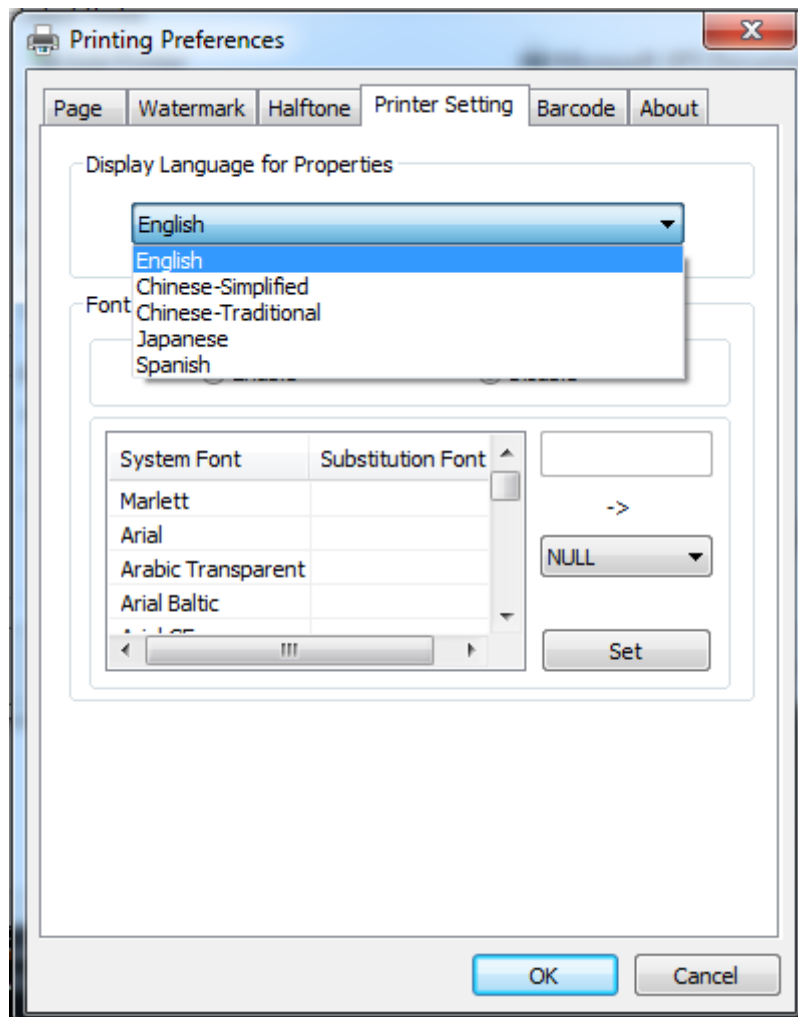 Printing Preferences
Page Watermark Halftone Printer Setting Barcode About
Display Language for Properties
English
English
Chinese-Simplified
Chinese-Traditional
Japanese
Spanish
Font
System Font Substitution Font
Marlett
->
Arial
NULL
Arabic Transparent
Arial Baltic
Set
OK Cancel